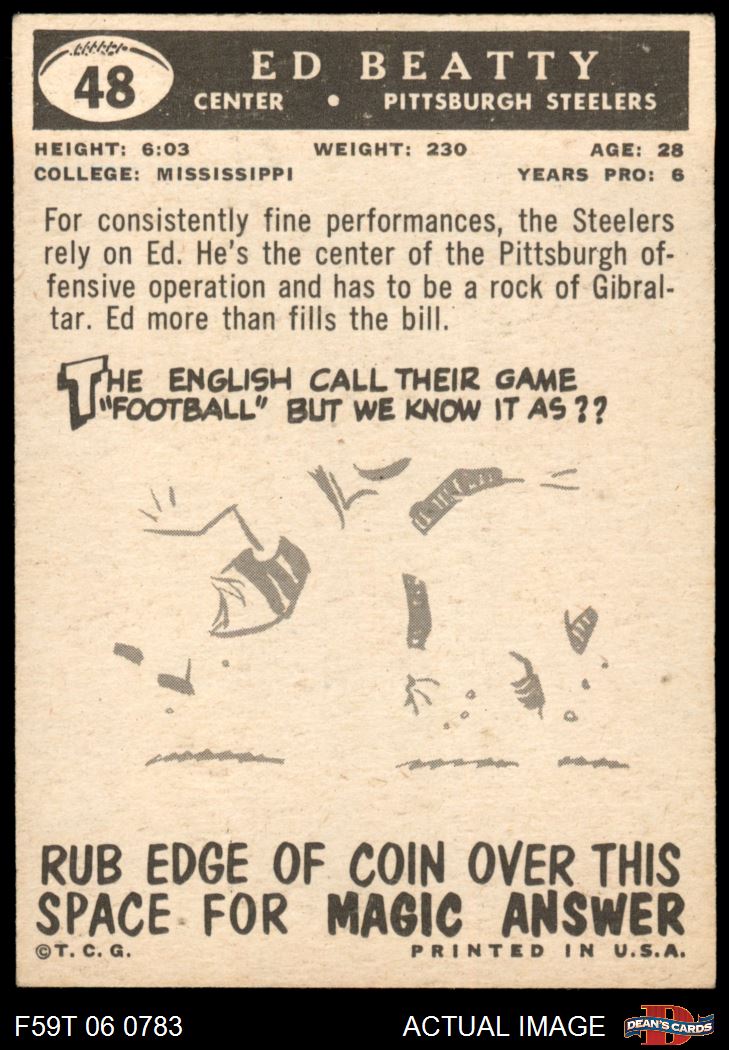 48
ED BEATTY
CENTER • PITTSBURGH STEELERS
HEIGHT: 6:03 WEIGHT: 230 AGE: 28
COLLEGE: MISSISSIPPI YEARS PRO: 6
For consistently fine performances, the Steelers
rely on Ed. He's the center of the Pittsburgh of-
fensive operation and has to be a rock of Gibral-
tar. Ed more than fills the bill.
THE ENGLISH CALL THEIR GAME
"FOOTBALL" BUT WE KNOW IT AS??
RUB EDGE OF COIN OVER THIS
SPACE FOR MAGIC ANSWER
©T. C. G. PRINTED IN U.S.A.
F59T 06 0783 ACTUAL IMAGE D DEAN'S CARDS